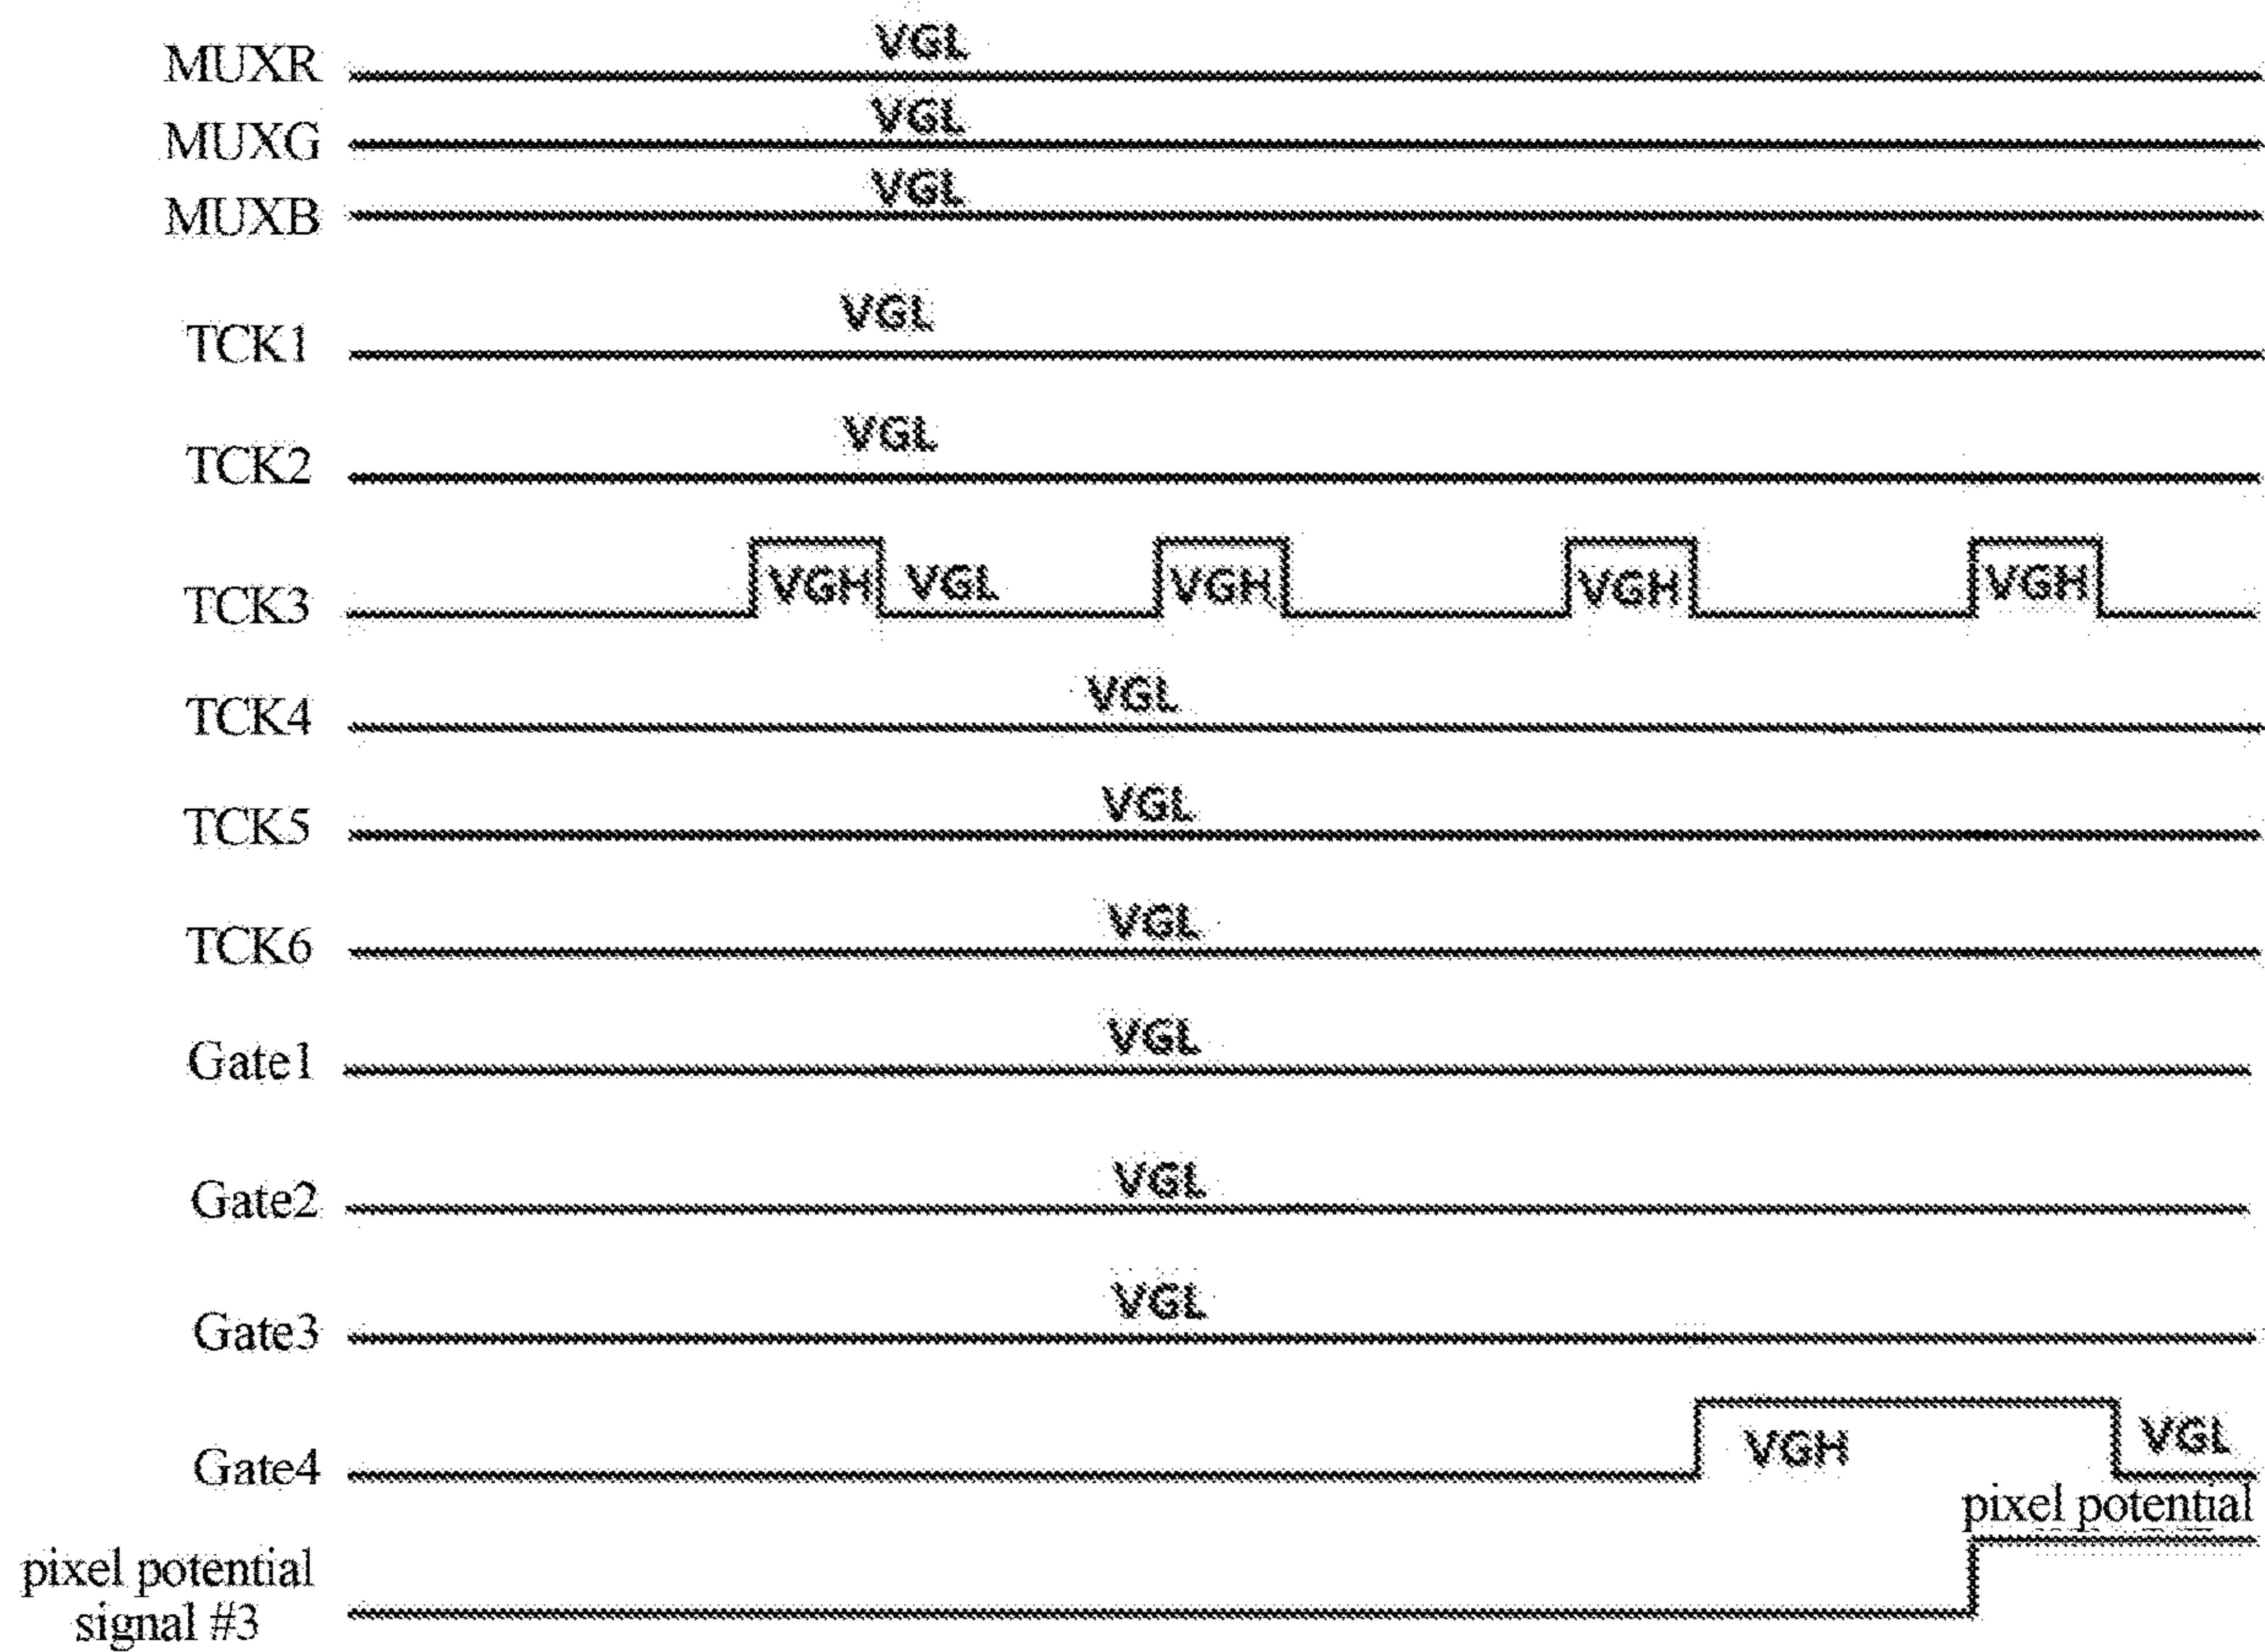 VGL
MUXR
VGL
MUXG
VGL
MUXB
VGL
TCK1
VGL
TCK2
TCK3 VGH VGL VGH VGH VGH
VGL
TCK4
VGL
TCK5
VGL
TCK6
VGL
Gate1
VGL
Gate2
VGL
Gate3
Gate4 VGH VGL
pixel potential
pixel potential
signal #3